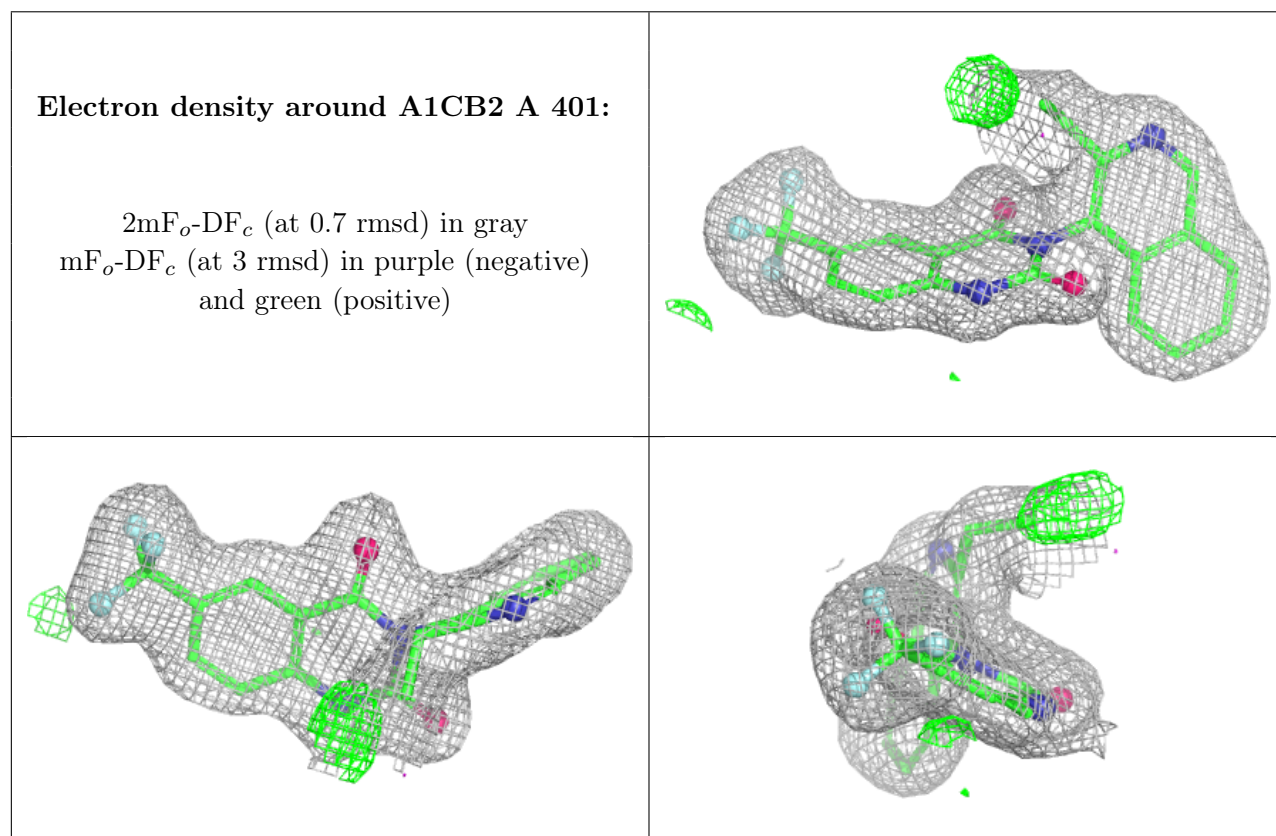 Electron density around A1CB2 A 401:
2mFo-DFc (at 0.7 rmsd) in gray
mFo-DFc (at 3 rmsd) in purple (negative)
and green (positive)